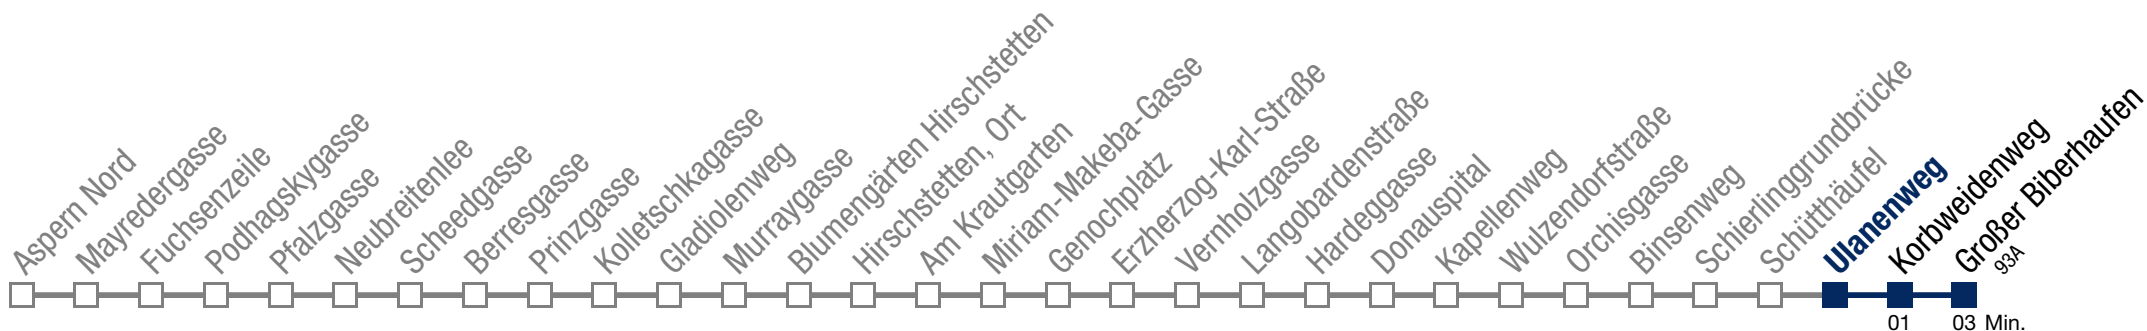 Aspern Nord
Mayredergasse
Fuchsenzeile
Podhagskygasse
Pfalzgasse
Neubreitenlee
Scheedgasse
Berresgasse
Prinzgasse
Kolletschkagasse
Gladiolenweg
Murraygasse
Blumengärten Hirschstetten
Hirschstetten, Ort
Am Krautgarten
Miriam-Makeba-Gasse
Genochplatz
Erzherzog-Karl-Straße
Vernholzgasse
Langobardenstraße
Hardeggasse
Donauspital
Kapellenweg
Wulzendorfstraße
Orchisgasse
Binsenweg
Schierlinggrundbrücke
Schütthäufel
Ulanenweg
Korbweidenweg
Großer Biberhaufen
93A
01 03 Min.